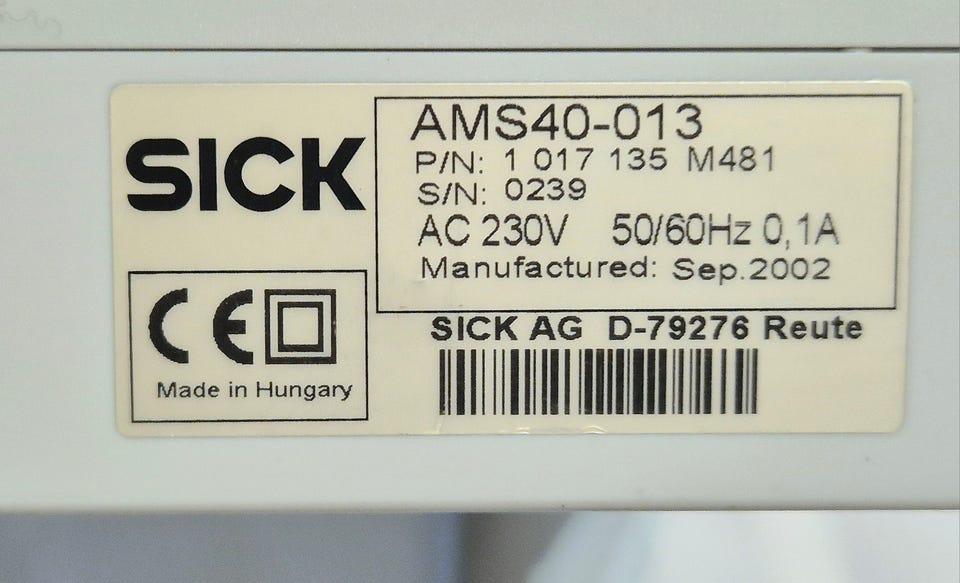 SICK
AMS40-013
P/N: 1 017 135 M481
S/N: 0239
AC 230V 50/60Hz 0,1A
Manufactured: Sep.2002
SICK AG D-79276 Reute
CE
Made in Hungary